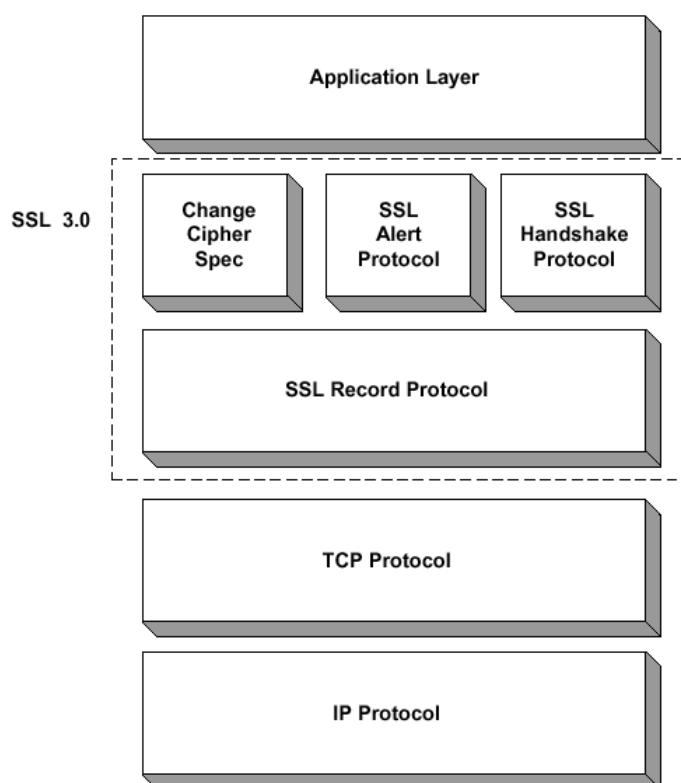 Application Layer
SSL 3.0
Change
Cipher
Spec
SSL
Alert
Protocol
SSL
Handshake
Protocol
SSL Record Protocol
TCP Protocol
IP Protocol